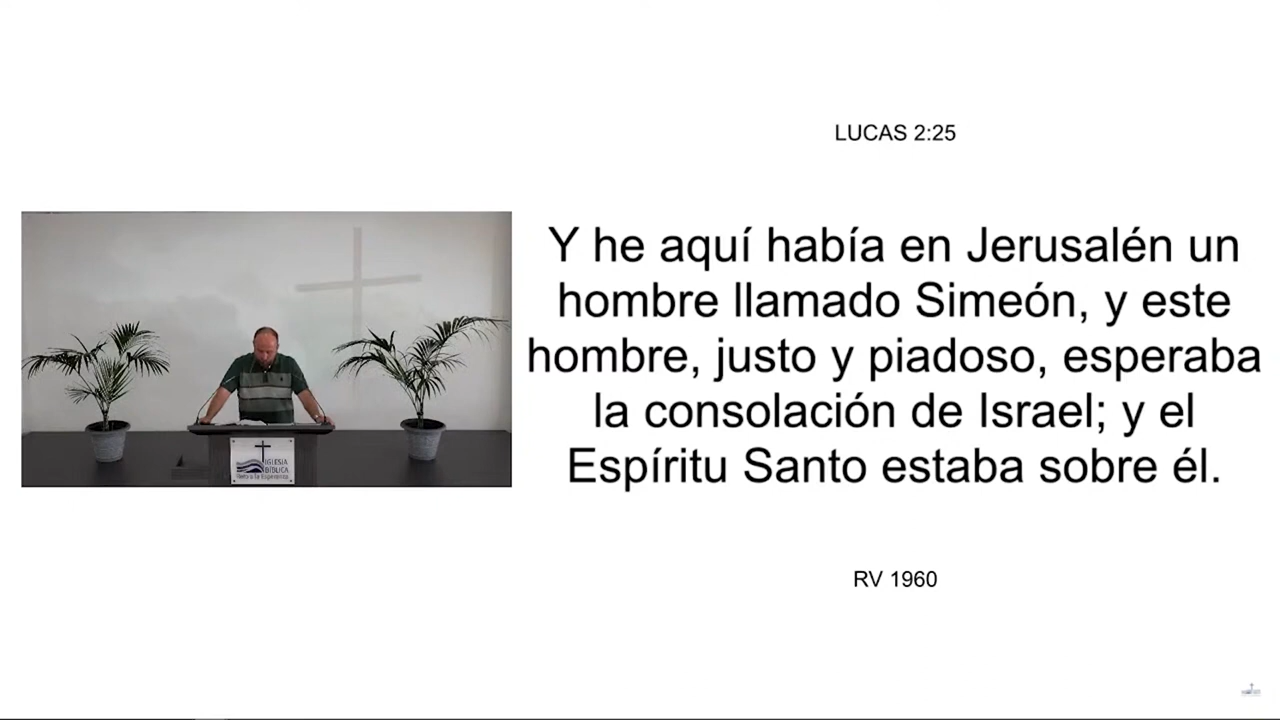 LUCAS 2:25
Y he aquí había en Jerusalén un
hombre llamado Simeón, y este
hombre, justo y piadoso, esperaba
la consolación de Israel; y el
Espíritu Santo estaba sobre él.
RV 1960
IGLESIA
BÍBLICA